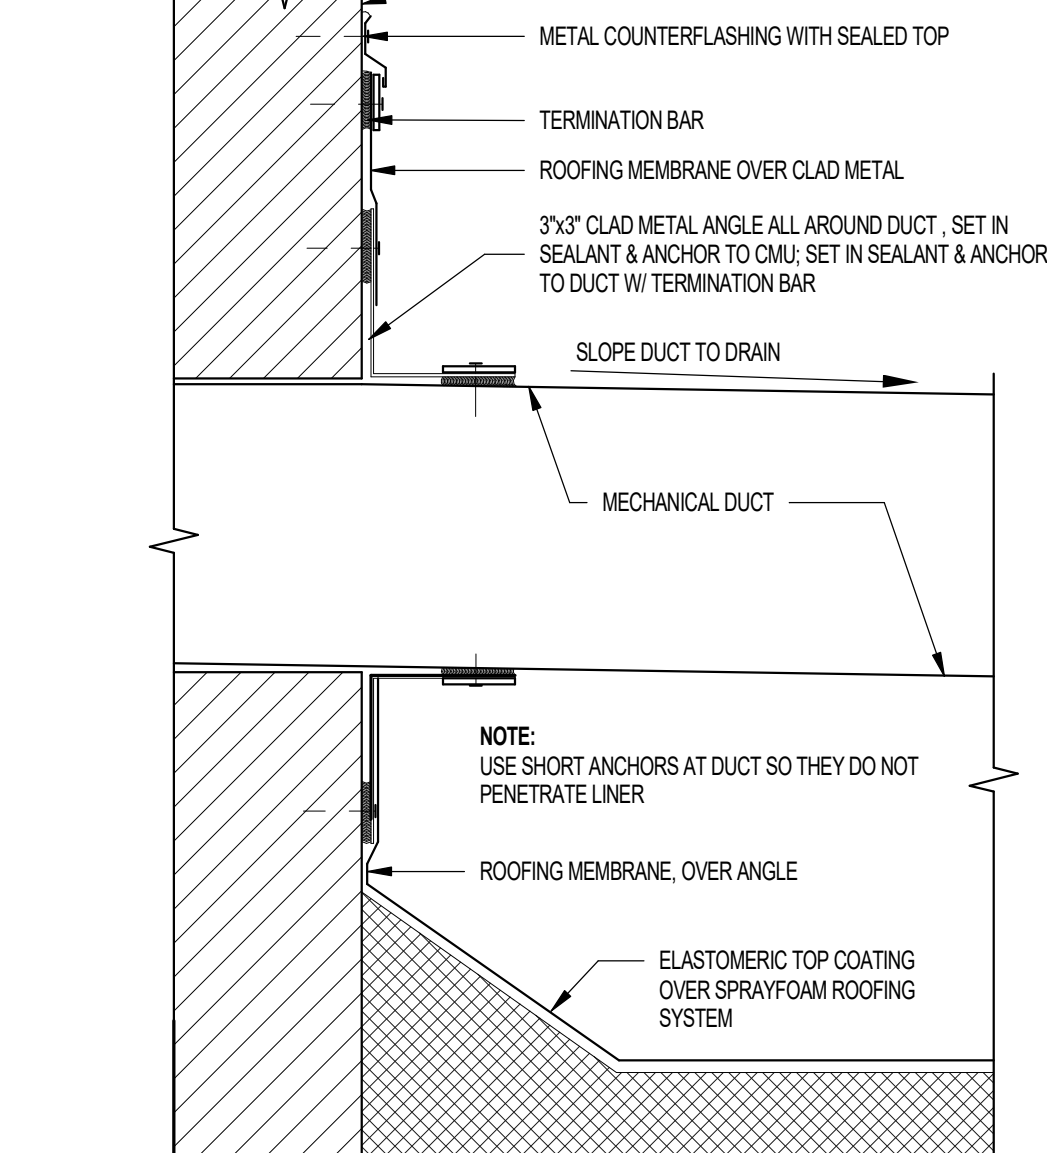 METAL COUNTERFLASHING WITH SEALED TOP
TERMINATION BAR
ROOFING MEMBRANE OVER CLAD METAL
3"x3" CLAD METAL ANGLE ALL AROUND DUCT , SET IN
SEALANT & ANCHOR TO CMU; SET IN SEALANT & ANCHOR
TO DUCT W/ TERMINATION BAR
SLOPE DUCT TO DRAIN
MECHANICAL DUCT
NOTE:
USE SHORT ANCHORS AT DUCT SO THEY DO NOT
PENETRATE LINER
ROOFING MEMBRANE, OVER ANGLE
ELASTOMERIC TOP COATING
OVER SPRAYFOAM ROOFING
SYSTEM